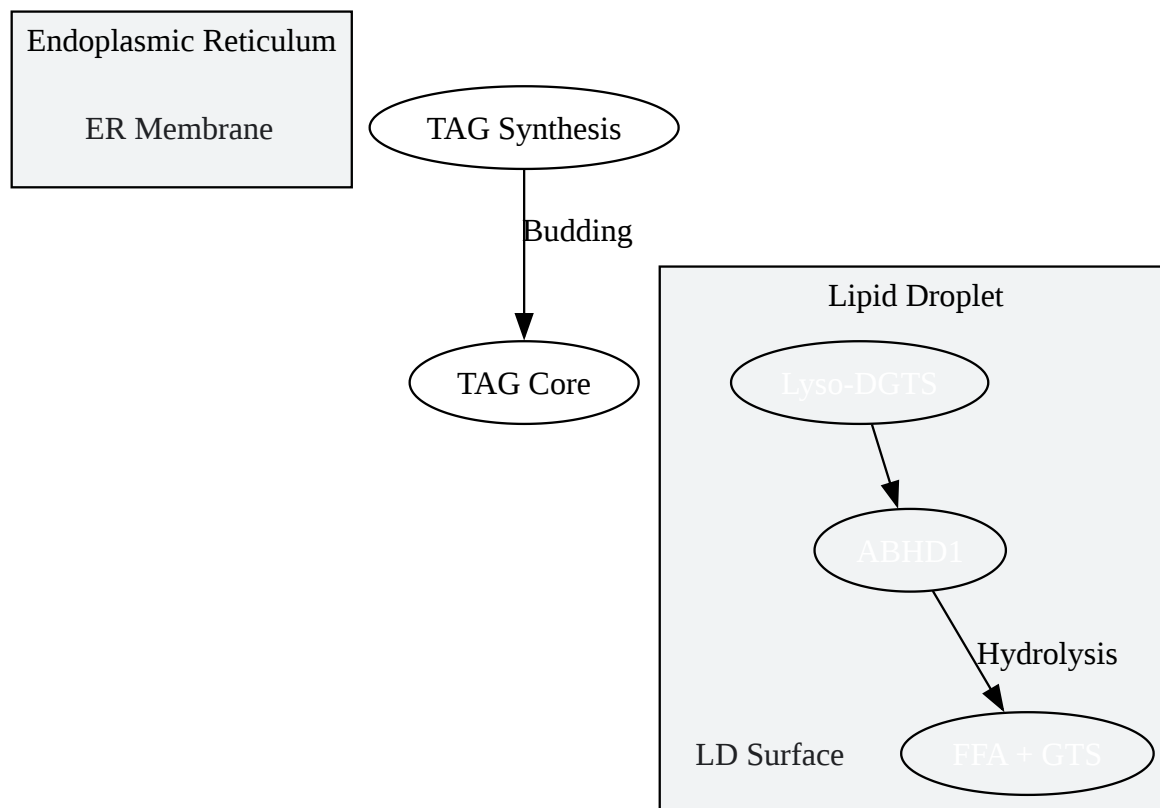 Endoplasmic Reticulum
ER Membrane
TAG Synthesis
Budding
TAG Core
Lipid Droplet
Lyso-DGTS
ABHD1
Hydrolysis
LD Surface
FFA + GTS